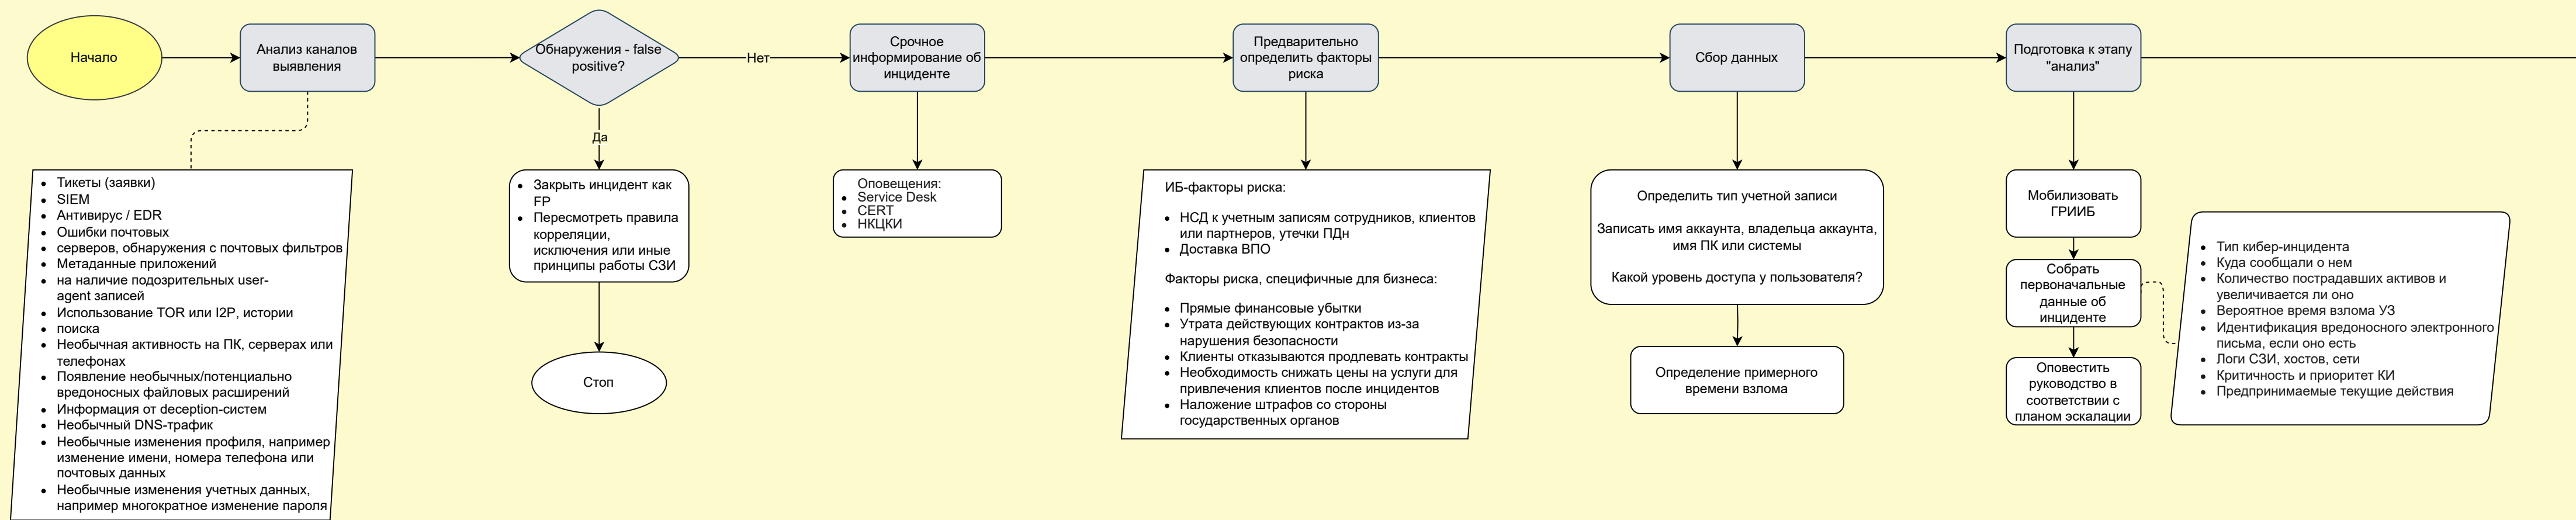 Начало
Анализ каналов
выявления
Обнаружения - false
positive?
Нет
Срочное
информирование об
инциденте
Предварительно
определить факторы
риска
Сбор данных
Подготовка к этапу
"анализ"
Да
• Тикеты (заявки)
• SIEM
• Антивирус / EDR
• Ошибки почтовых
• серверов, обнаружения с почтовых фильтров
• Метаданные приложений
• на наличие подозрительных user-
agent записей
• Использование TOR или I2P, истории
• поиска
• Необычная активность на ПК, серверах или
телефонах
• Появление необычных/потенциально
вредоносных файловых расширений
• Информация от deception-систем
• Необычный DNS-трафик
• Необычные изменения профиля, например
изменение имени, номера телефона или
почтовых данных
• Необычные изменения учетных данных,
например многократное изменение пароля
• Закрыть инцидент как
FP
• Пересмотреть правила
корреляции,
исключения или иные
принципы работы СЗИ
Стоп
Оповещения:
• Service Desk
• CERT
• НКЦКИ
ИБ-факторы риска:
• НСД к учетным записям сотрудников, клиентов
или партнеров, утечки ПДн
• Доставка ВПО
Факторы риска, специфичные для бизнеса:
• Прямые финансовые убытки
• Утрата действующих контрактов из-за
нарушения безопасности
• Клиенты отказываются продлевать контракты
• Необходимость снижать цены на услуги для
привлечения клиентов после инцидентов
• Наложение штрафов со стороны
государственных органов
Определить тип учетной записи
Записать имя аккаунта, владельца аккаунта,
имя ПК или системы
Какой уровень доступа у пользователя?
Определение примерного
времени взлома
Мобилизовать
ГРИИБ
Собрать
первоначальные
данные об
инциденте
Оповестить
руководство в
соответствии с
планом эскалации
• Тип кибер-инцидента
• Куда сообщали о нем
• Количество пострадавших активов и
увеличивается ли оно
• Вероятное время взлома УЗ
• Идентификация вредоносного электронного
письма, если оно есть
• Логи СЗИ, хостов, сети
• Критичность и приоритет КИ
• Предпринимаемые текущие действия